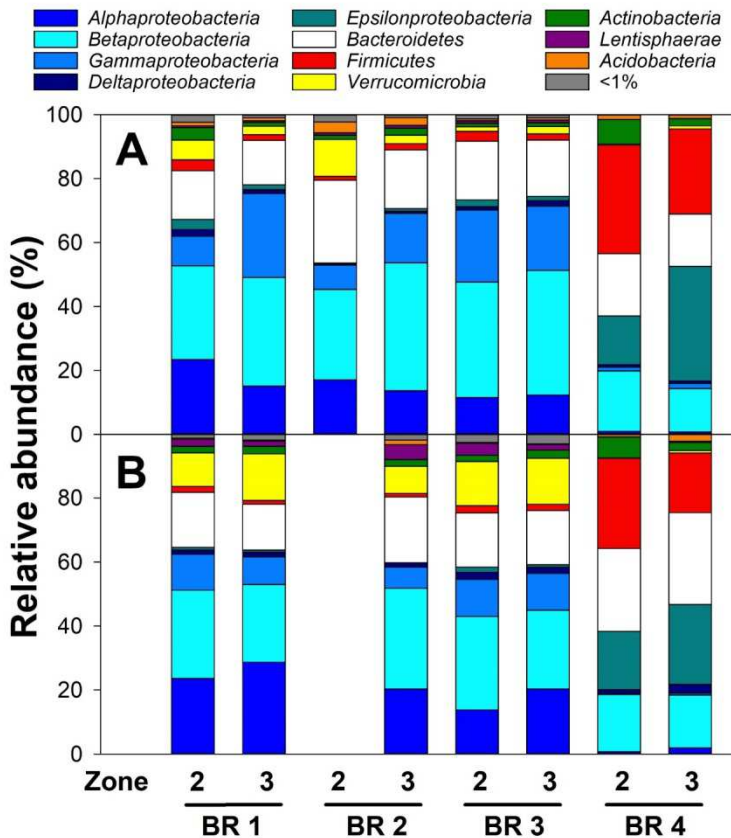 Alphaproteobacteria Epsilonproteobacteria Actinobacteria
Betaproteobacteria Bacteroidetes Lentisphaerae
Gammaproteobacteria Firmicutes Acidobacteria
Deltaproteobacteria Verrucomicrobia <1%
Relative abundance (%)
100
A
80
60
40
20
0
B
80
60
40
20
0
Zone 2 3 2 3 2 3 2 3
BR 1 BR 2 BR 3 BR 4